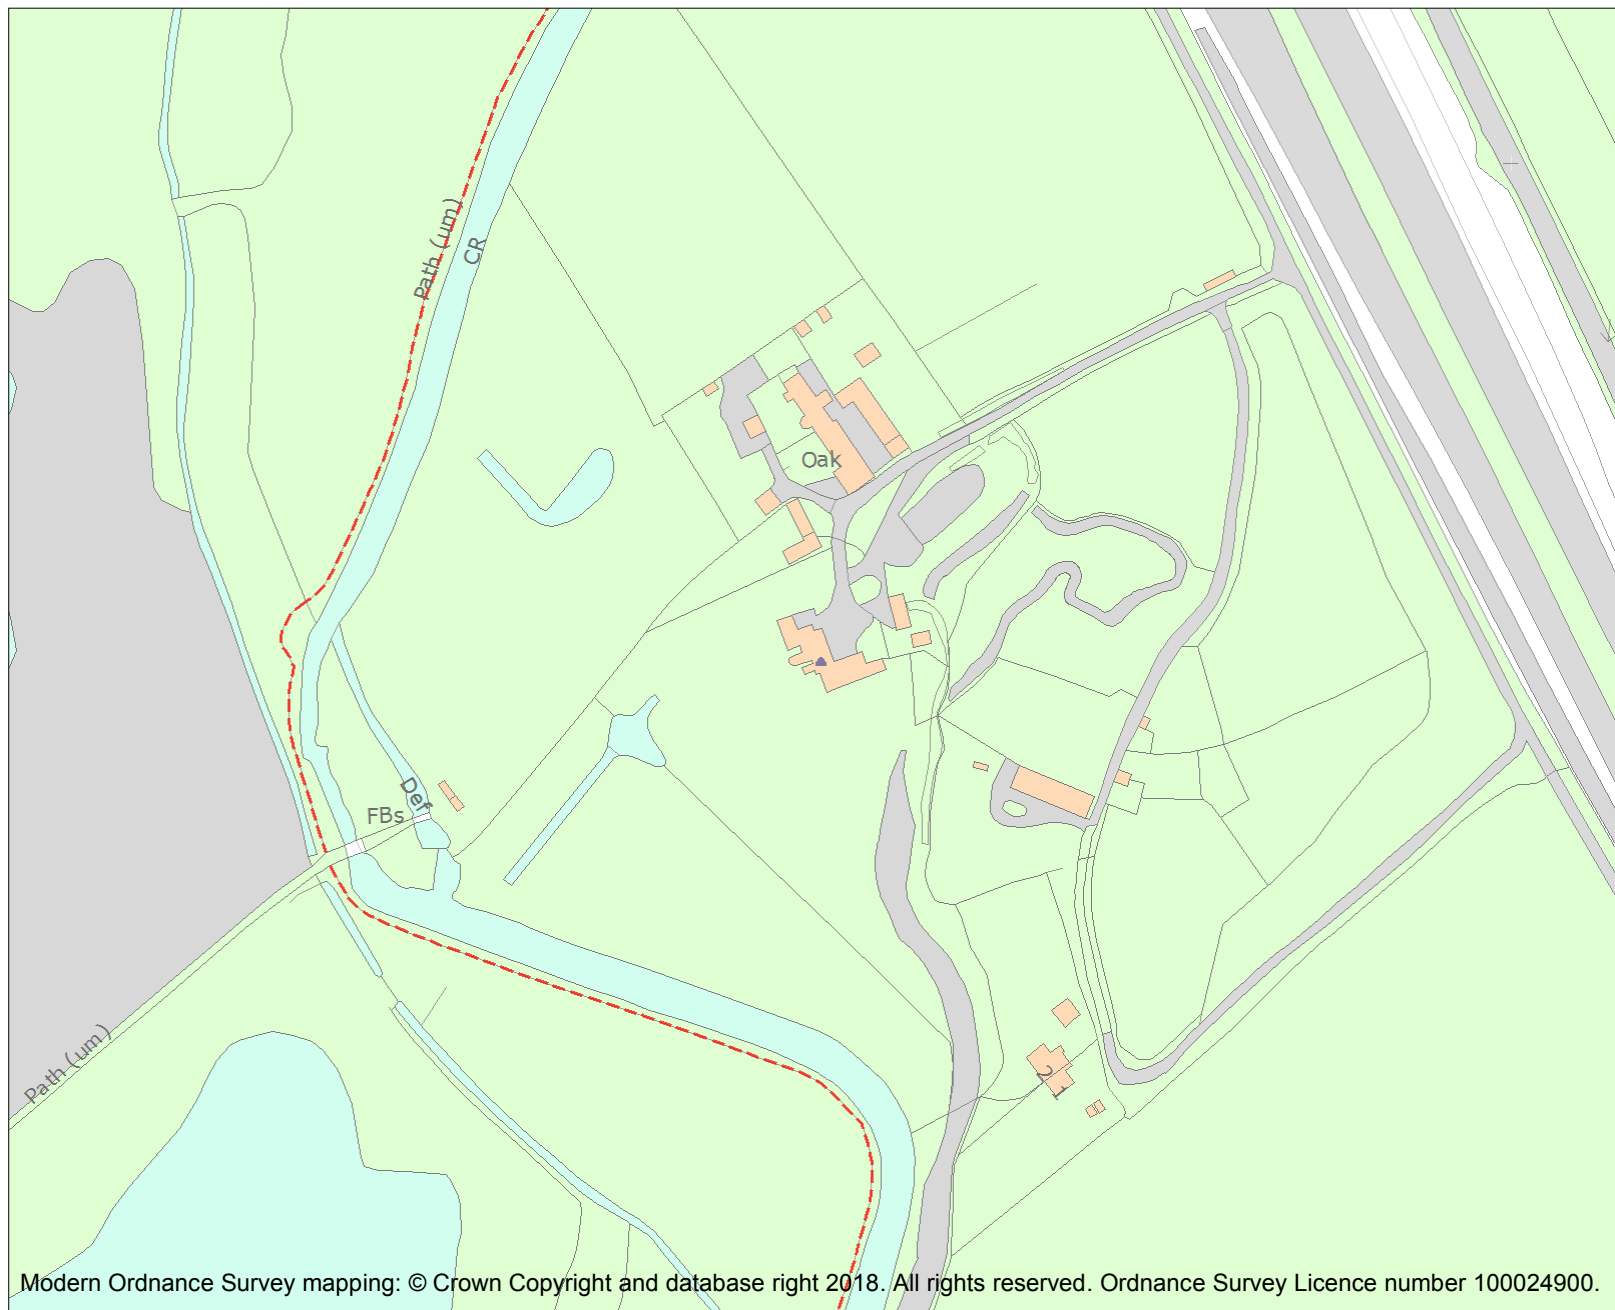 Path (um)
CR
Oak
Def
FBs
Path (um)
2
1
Modern Ordnance Survey mapping: © Crown Copyright and database right 2018. All rights reserved. Ordnance Survey Licence number 100024900.